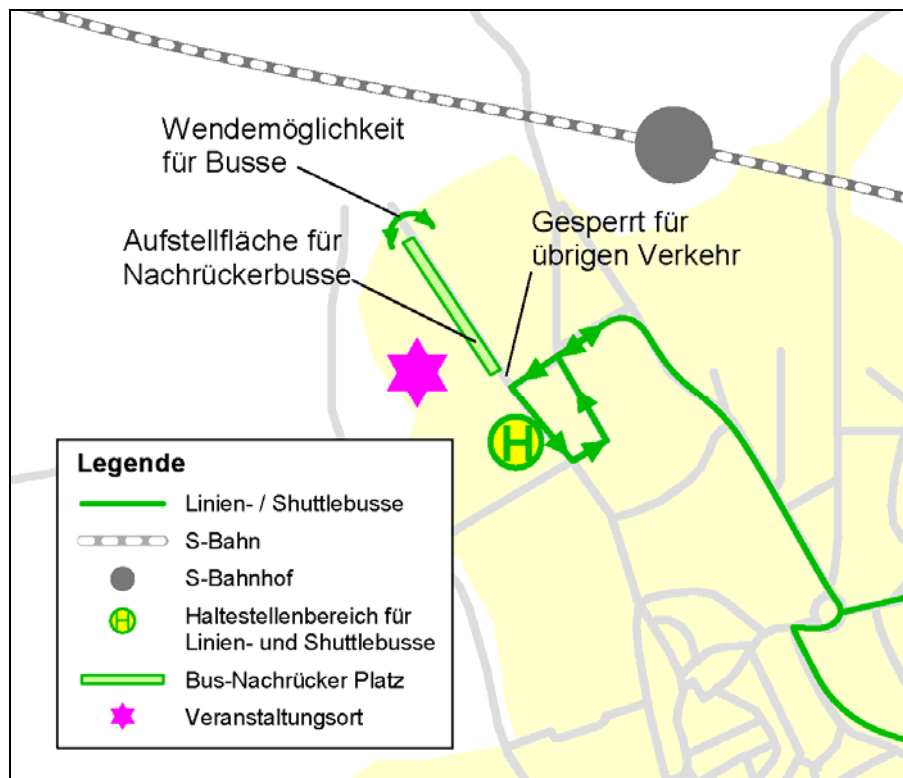 Wendemöglichkeit
für Busse
Aufstellfläche für
Nachrückerbusse
Gesperrt für
übrigen Verkehr
H
Legende
Linien- / Shuttlebusse
S-Bahn
S-Bahnhof
H
Haltestellenbereich für
Linien- und Shuttlebusse
Bus-Nachrücker Platz
Veranstaltungsort